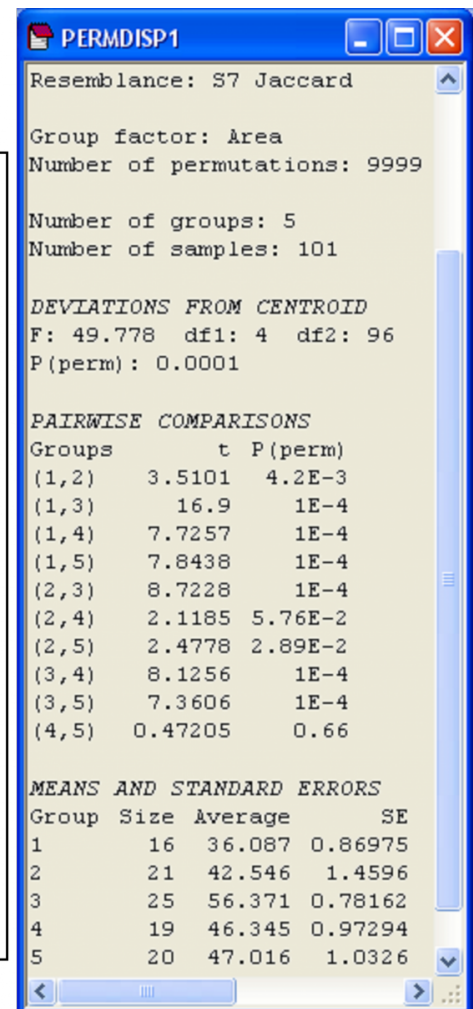 PERMDISP1
Resemblance: S7 Jaccard
Group factor: Area
Number of permutations: 9999
Number of groups: 5
Number of samples: 101
DEVIATIONS FROM CENTROID
F: 49.778 df1: 4 df2: 96
P(perm): 0.0001
PAIRWISE COMPARISONS
Groups t P(perm)
(1,2) 3.5101 4.2E-3
(1,3) 16.9 1E-4
(1,4) 7.7257 1E-4
(1,5) 7.8438 1E-4
(2,3) 8.7228 1E-4
(2,4) 2.1185 5.76E-2
(2,5) 2.4778 2.89E-2
(3,4) 8.1256 1E-4
(3,5) 7.3606 1E-4
(4,5) 0.47205 0.66
MEANS AND STANDARD ERRORS
Group Size Average SE
1 16 36.087 0.86975
2 21 42.546 1.4596
3 25 56.371 0.78162
4 19 46.345 0.97294
5 20 47.016 1.0326